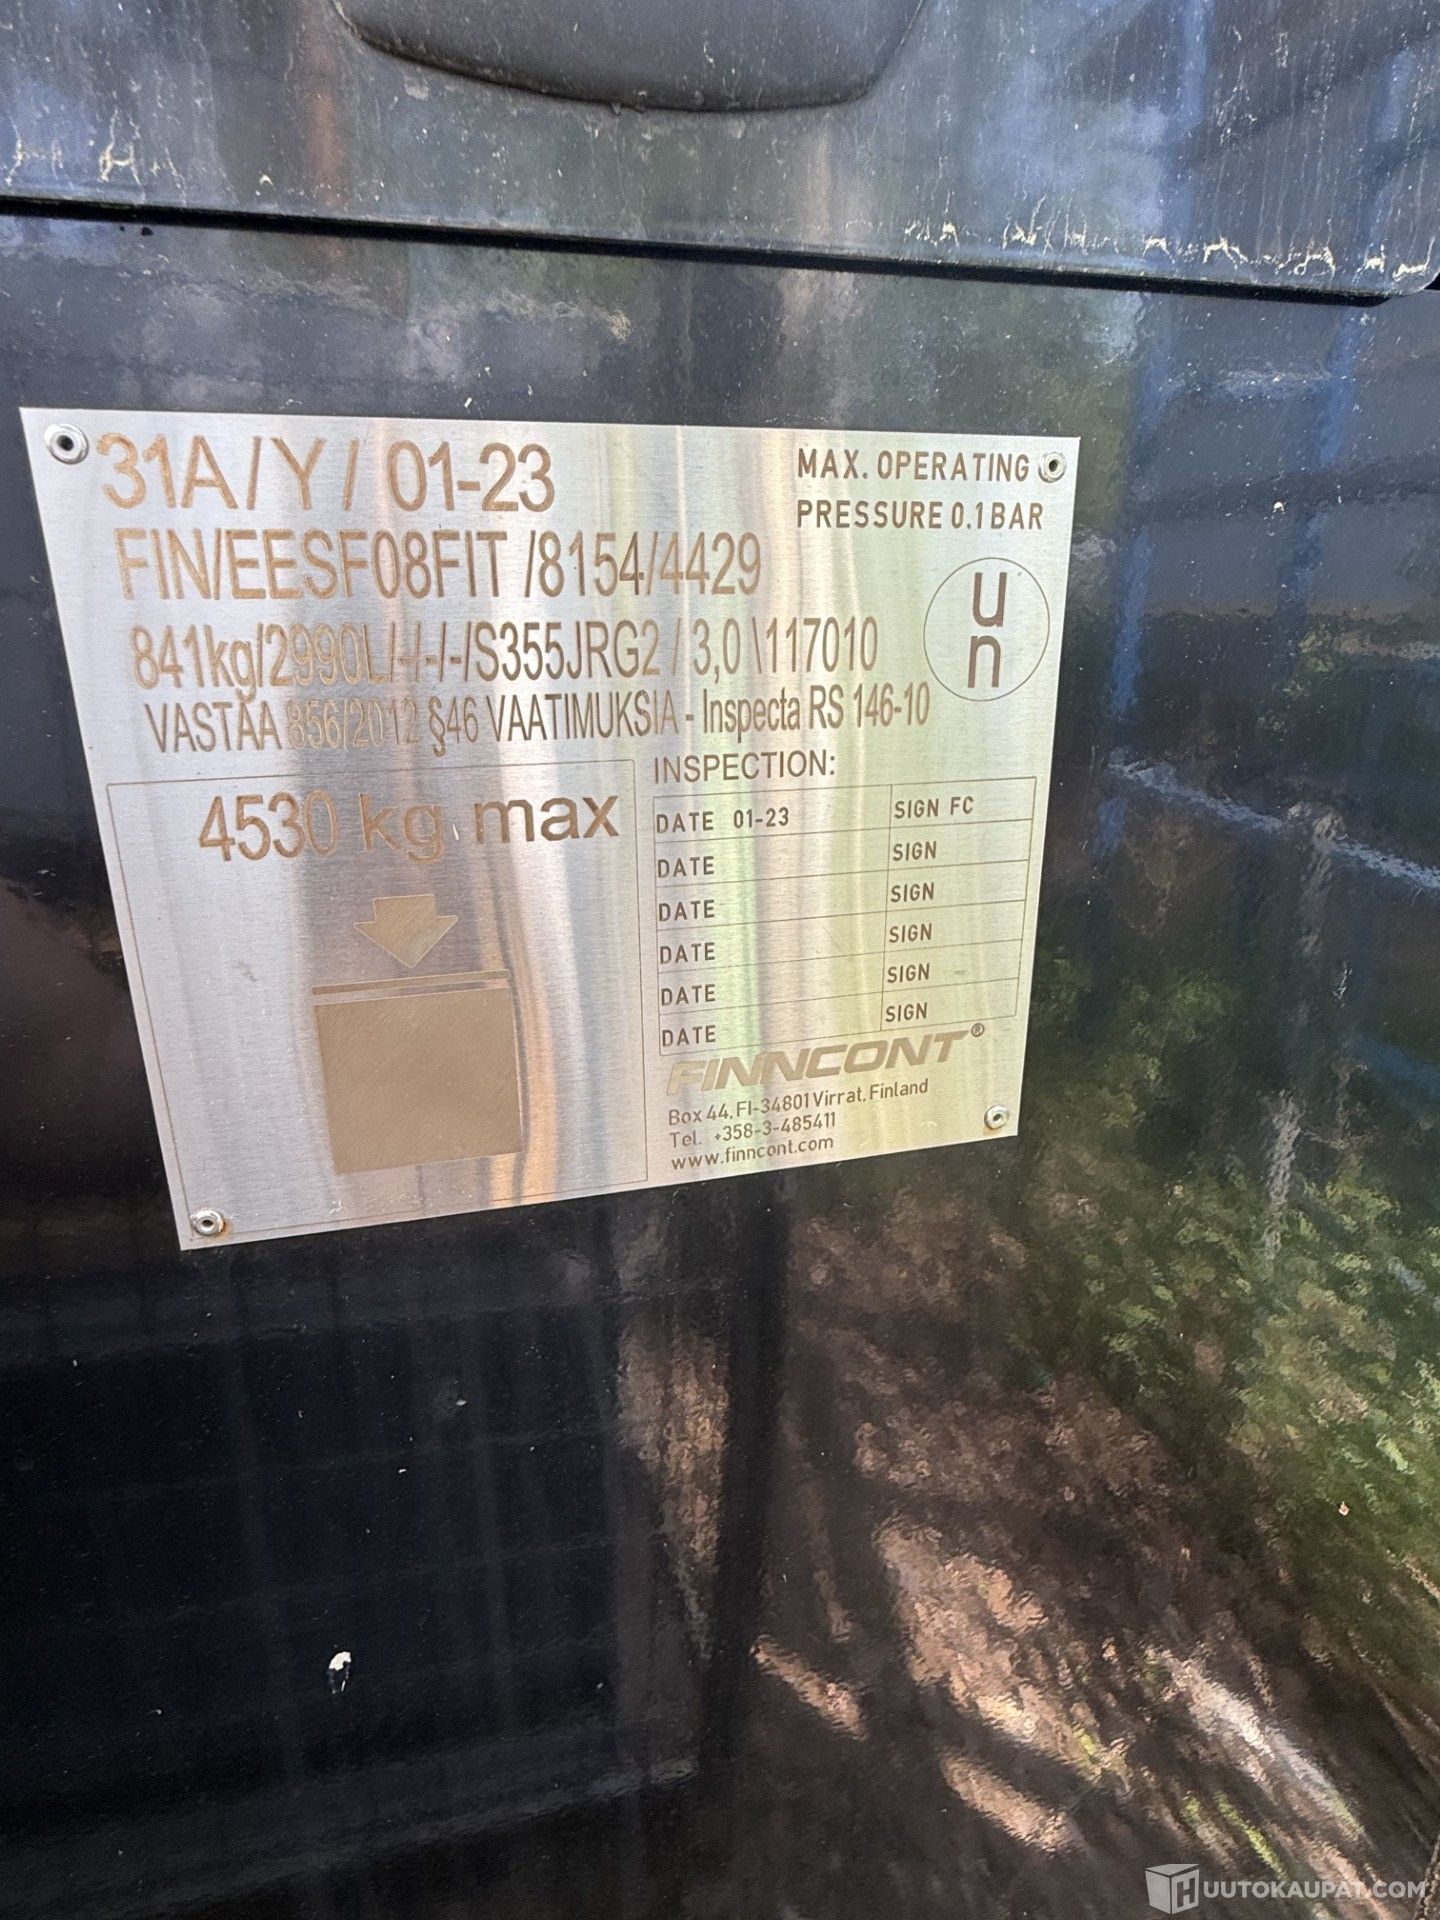 31A/Y/ 01-23
MAX. OPERATING
PRESSURE 0.1BAR
FIN/EESF08FIT /8154/4429
un
841kg/2990L/-/-/-/S355JRG2 / 3,0 \117010
VASTAA 856/2012 §46 VAATIMUKSIA - Inspecta RS 146-10
4530 kg max
INSPECTION:
DATE 01-23 SIGN FC
DATE SIGN
DATE SIGN
DATE SIGN
DATE SIGN
DATE SIGN
FINNCONT®
Box 44, FI-34801 Virrat, Finland
Tel. +358-3-485411
www.finncont.com
HUUTOKAUPAT.COM